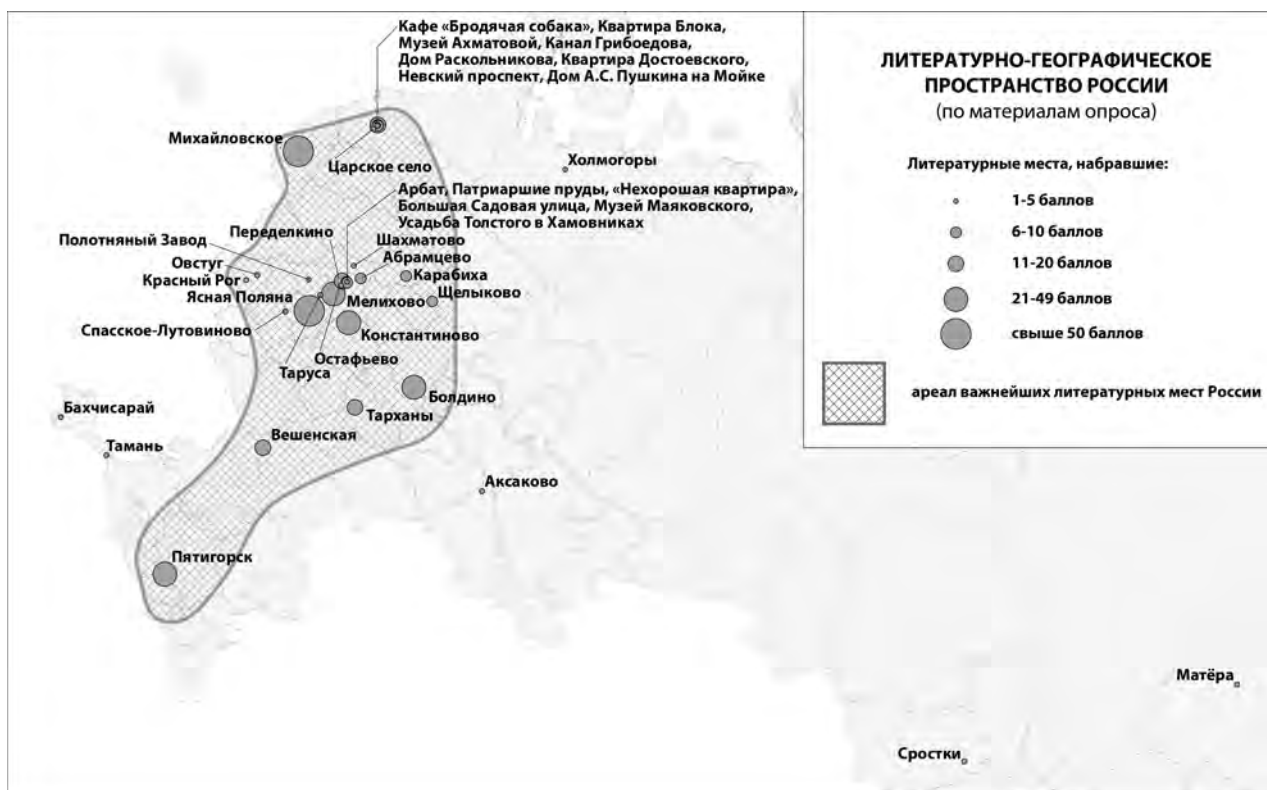 Кафе «Бродячая собака», Квартира Блока,
Музей Ахматовой, Канал Грибоедова,
Дом Раскольникова, Квартира Достоевского,
Невский проспект, Дом А.С. Пушкина на Мойке
ЛИТЕРАТУРНО-ГЕОГРАФИЧЕСКОЕ
ПРОСТРАНСТВО РОССИИ
(по материалам опроса)
Литературные места, набравшие:
1-5 баллов
6-10 баллов
11-20 баллов
21-49 баллов
свыше 50 баллов
ареал важнейших литературных мест России
Михайловское
Царское село
Холмогоры
Арбат, Патриаршие пруды, «Нехорошая квартира»,
Большая Садовая улица, Музей Маяковского,
Усадьба Толстого в Хамовниках
Переделкино
Полотняный Завод
Шахматово
Абрамцево
Овстуг
Красный Рог
Карабиха
Ясная Поляна
Мелихово
Щелыково
Спасское-Лутовиново
Константиново
Остафьево
Таруса
Болдино
Тарханы
Бахчисарай
Вешенская
Тамань
Аксаково
Пятигорск
Матёра
Сростки